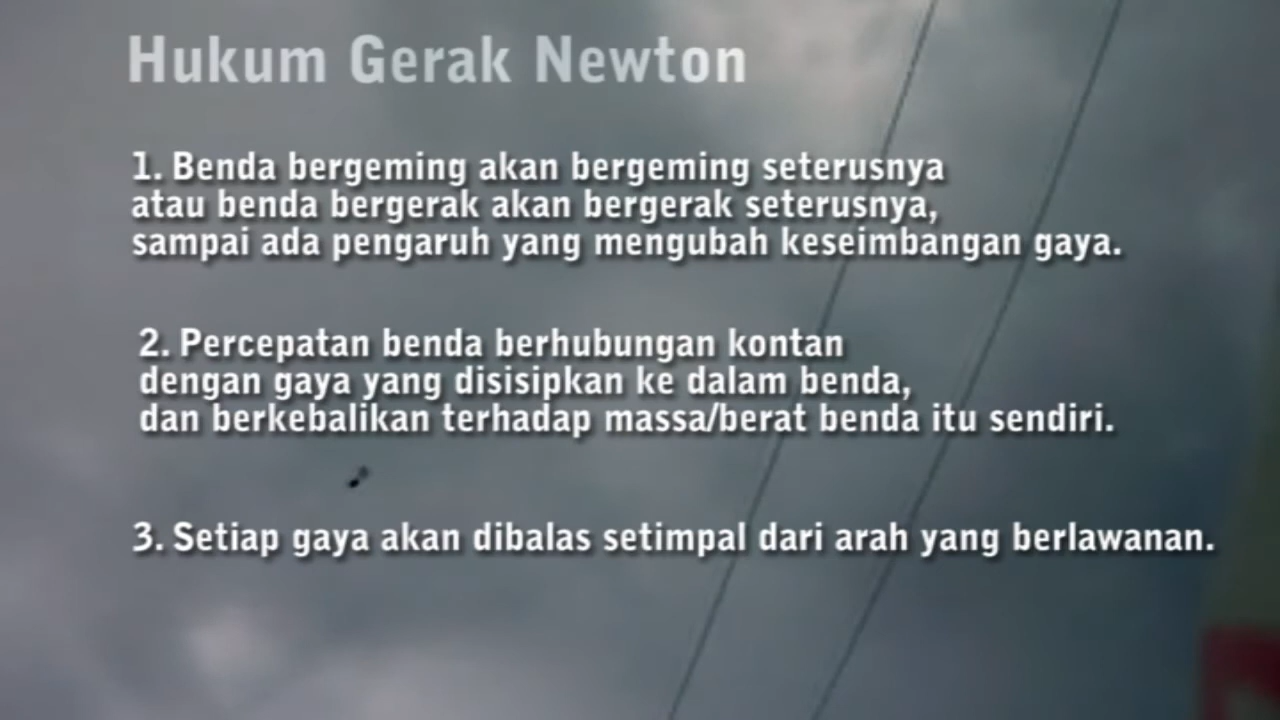 Hukum Gerak Newton
1. Benda bergeming akan bergeming seterusnya
atau benda bergerak akan bergerak seterusnya,
sampai ada pengaruh yang mengubah keseimbangan gaya.
2. Percepatan benda berhubungan kontan
dengan gaya yang disisipkan ke dalam benda,
dan berkebalikan terhadap massa/berat benda itu sendiri.
3. Setiap gaya akan dibalas setimpal dari arah yang berlawanan.